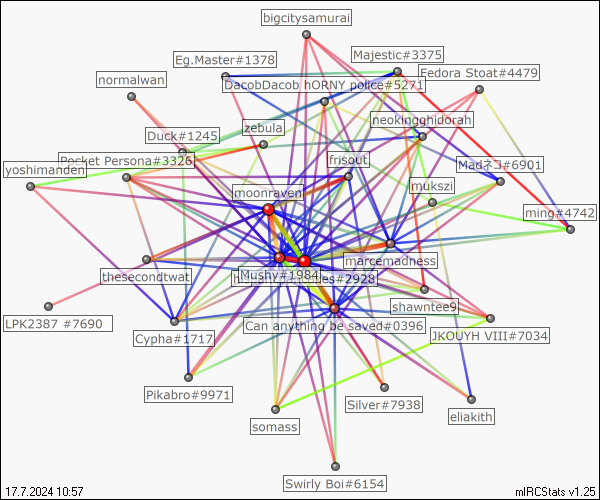 bigcitysamurai
Eg.Master#1378
Majestic#3375
normalwan
Fedora Stoat#4479
DacobDacob hORNY police#5271
neokingghidorah
Duck#1245
zebula
Pocket Persona#3326
frisout
Madネコ#6901
yoshimanden
moonraven
mukszi
ming#4742
marcemadness
thesecondtwat
Mushy#1984
#2928
shawntee9
LPK2387 #7690
Can anything be saved#0396
Cypha#1717
JKOUYH VIII#7034
Pikabro#9971
Silver#7938
eliakith
somass
Swirly Boi#6154
17.7.2024 10:57
mIRCStats v1.25